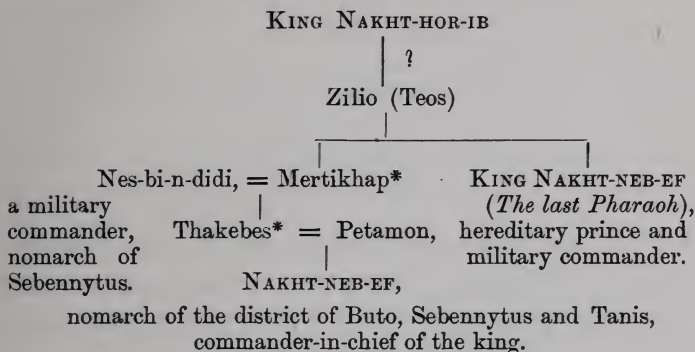 KING NAKHT-HOR-IB
?
Zilio (Teos)
Nes-bi-n-didi, = Mertikhap* KING NAKHT-NEB-EF
a military (The last Pharaoh),
commander, Thakebes* = Petamon, hereditary prince and
nomarch of military commander.
Sebennytus. NAKHT-NEB-EF,
nomarch of the district of Buto, Sebennytus and Tanis,
commander-in-chief of the king.